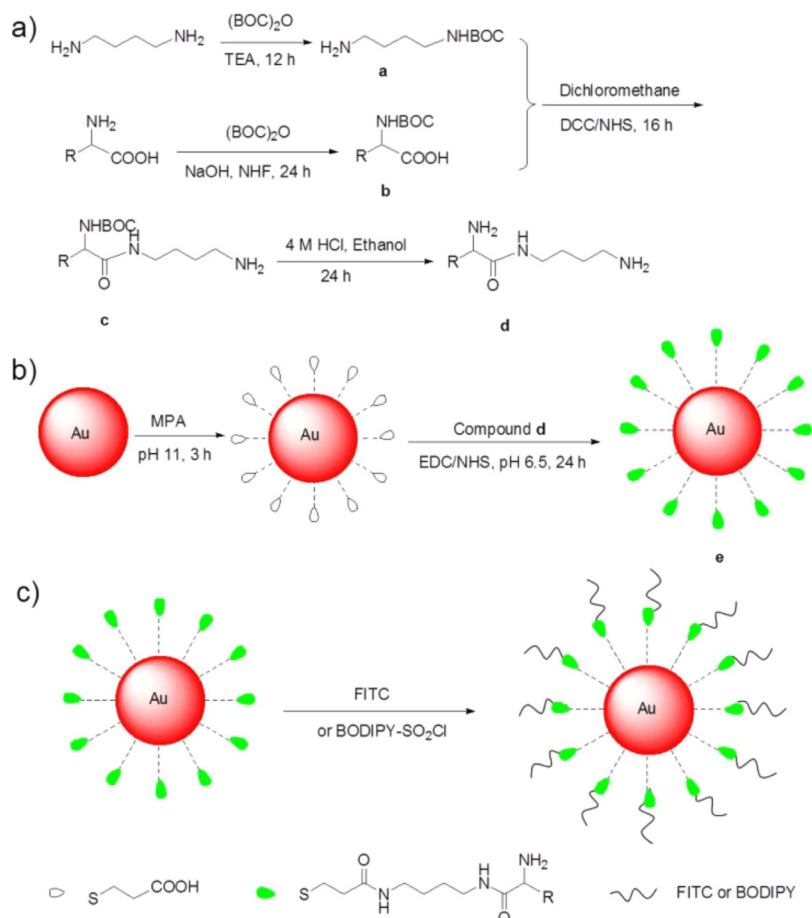 a)
H₂N NH₂
(BOC)₂O
TEA, 12 h
H₂N NHBOC
a
NH₂
R COOH
(BOC)₂O
NaOH, NHF, 24 h
NHBOC
R COOH
b
Dichloromethane
DCC/NHS, 16 h
NHBOC
R H N O NH₂
c
4 M HCl, Ethanol
24 h
NH₂
R H N O NH₂
d
b)
Au
MPA
pH 11, 3 h
Au
Compound d
EDC/NHS, pH 6.5, 24 h
Au
e
c)
Au
FITC
or BODIPY-SO₂Cl
Au
S COOH
S O N H H N O NH₂ R
FITC or BODIPY